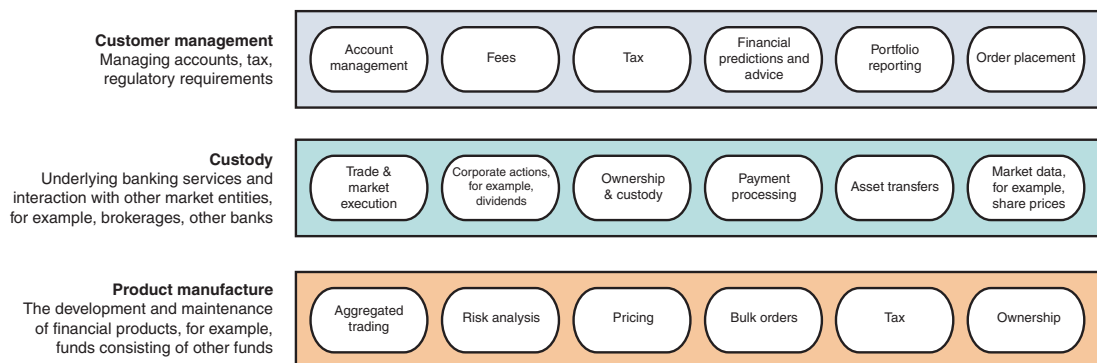 Customer management
Managing accounts, tax,
regulatory requirements
Account
management
Fees
Tax
Financial
predictions and
advice
Portfolio
reporting
Order placement
Custody
Underlying banking services and
interaction with other market entities,
for example, brokerages, other banks
Trade &
market
execution
Corporate actions,
for example,
dividends
Ownership
& custody
Payment
processing
Asset transfers
Market data,
for example,
share prices
Product manufacture
The development and maintenance
of financial products, for example,
funds consisting of other funds
Aggregated
trading
Risk analysis
Pricing
Bulk orders
Tax
Ownership